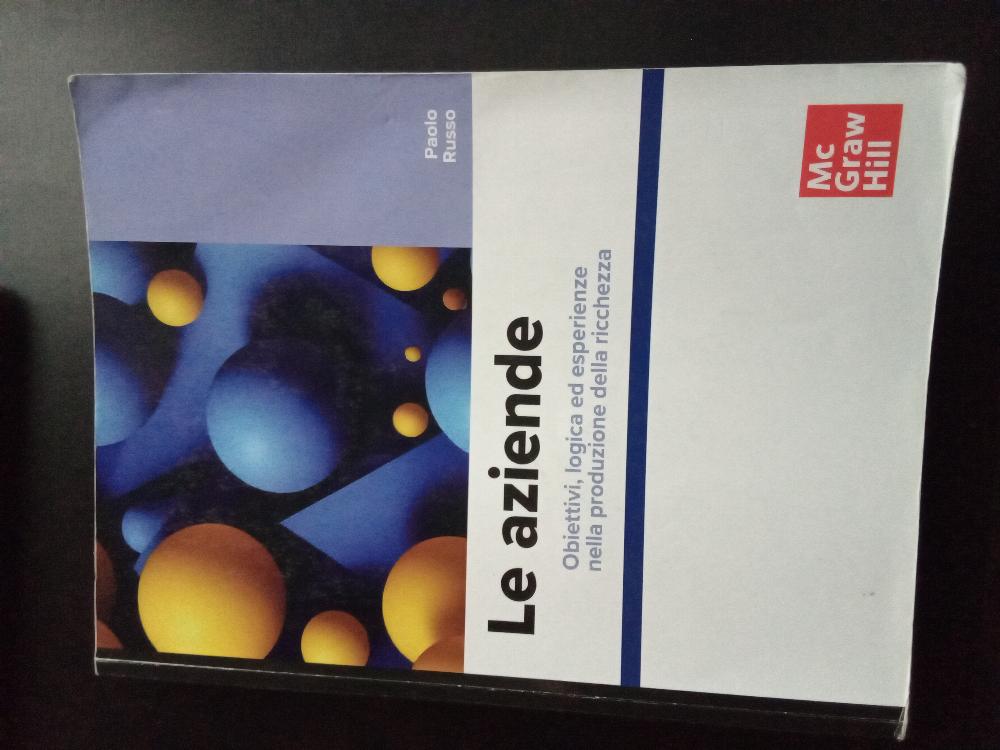 Paolo
Russo
Le aziende
Obiettivi, logica ed esperienze
nella produzione della ricchezza
Mc
Graw
Hill